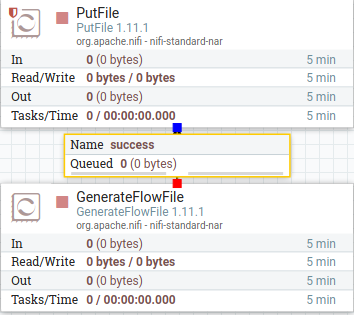 PutFile
PutFile 1.11.1
org.apache.nifi - nifi-standard-nar
In 0 (0 bytes) 5 min
Read/Write 0 bytes / 0 bytes 5 min
Out 0 (0 bytes) 5 min
Tasks/Time 0 / 00:00:00.000 5 min
Name success
Queued 0 (0 bytes)
GenerateFlowFile
GenerateFlowFile 1.11.1
org.apache.nifi - nifi-standard-nar
In 0 (0 bytes) 5 min
Read/Write 0 bytes / 0 bytes 5 min
Out 0 (0 bytes) 5 min
Tasks/Time 0 / 00:00:00.000 5 min